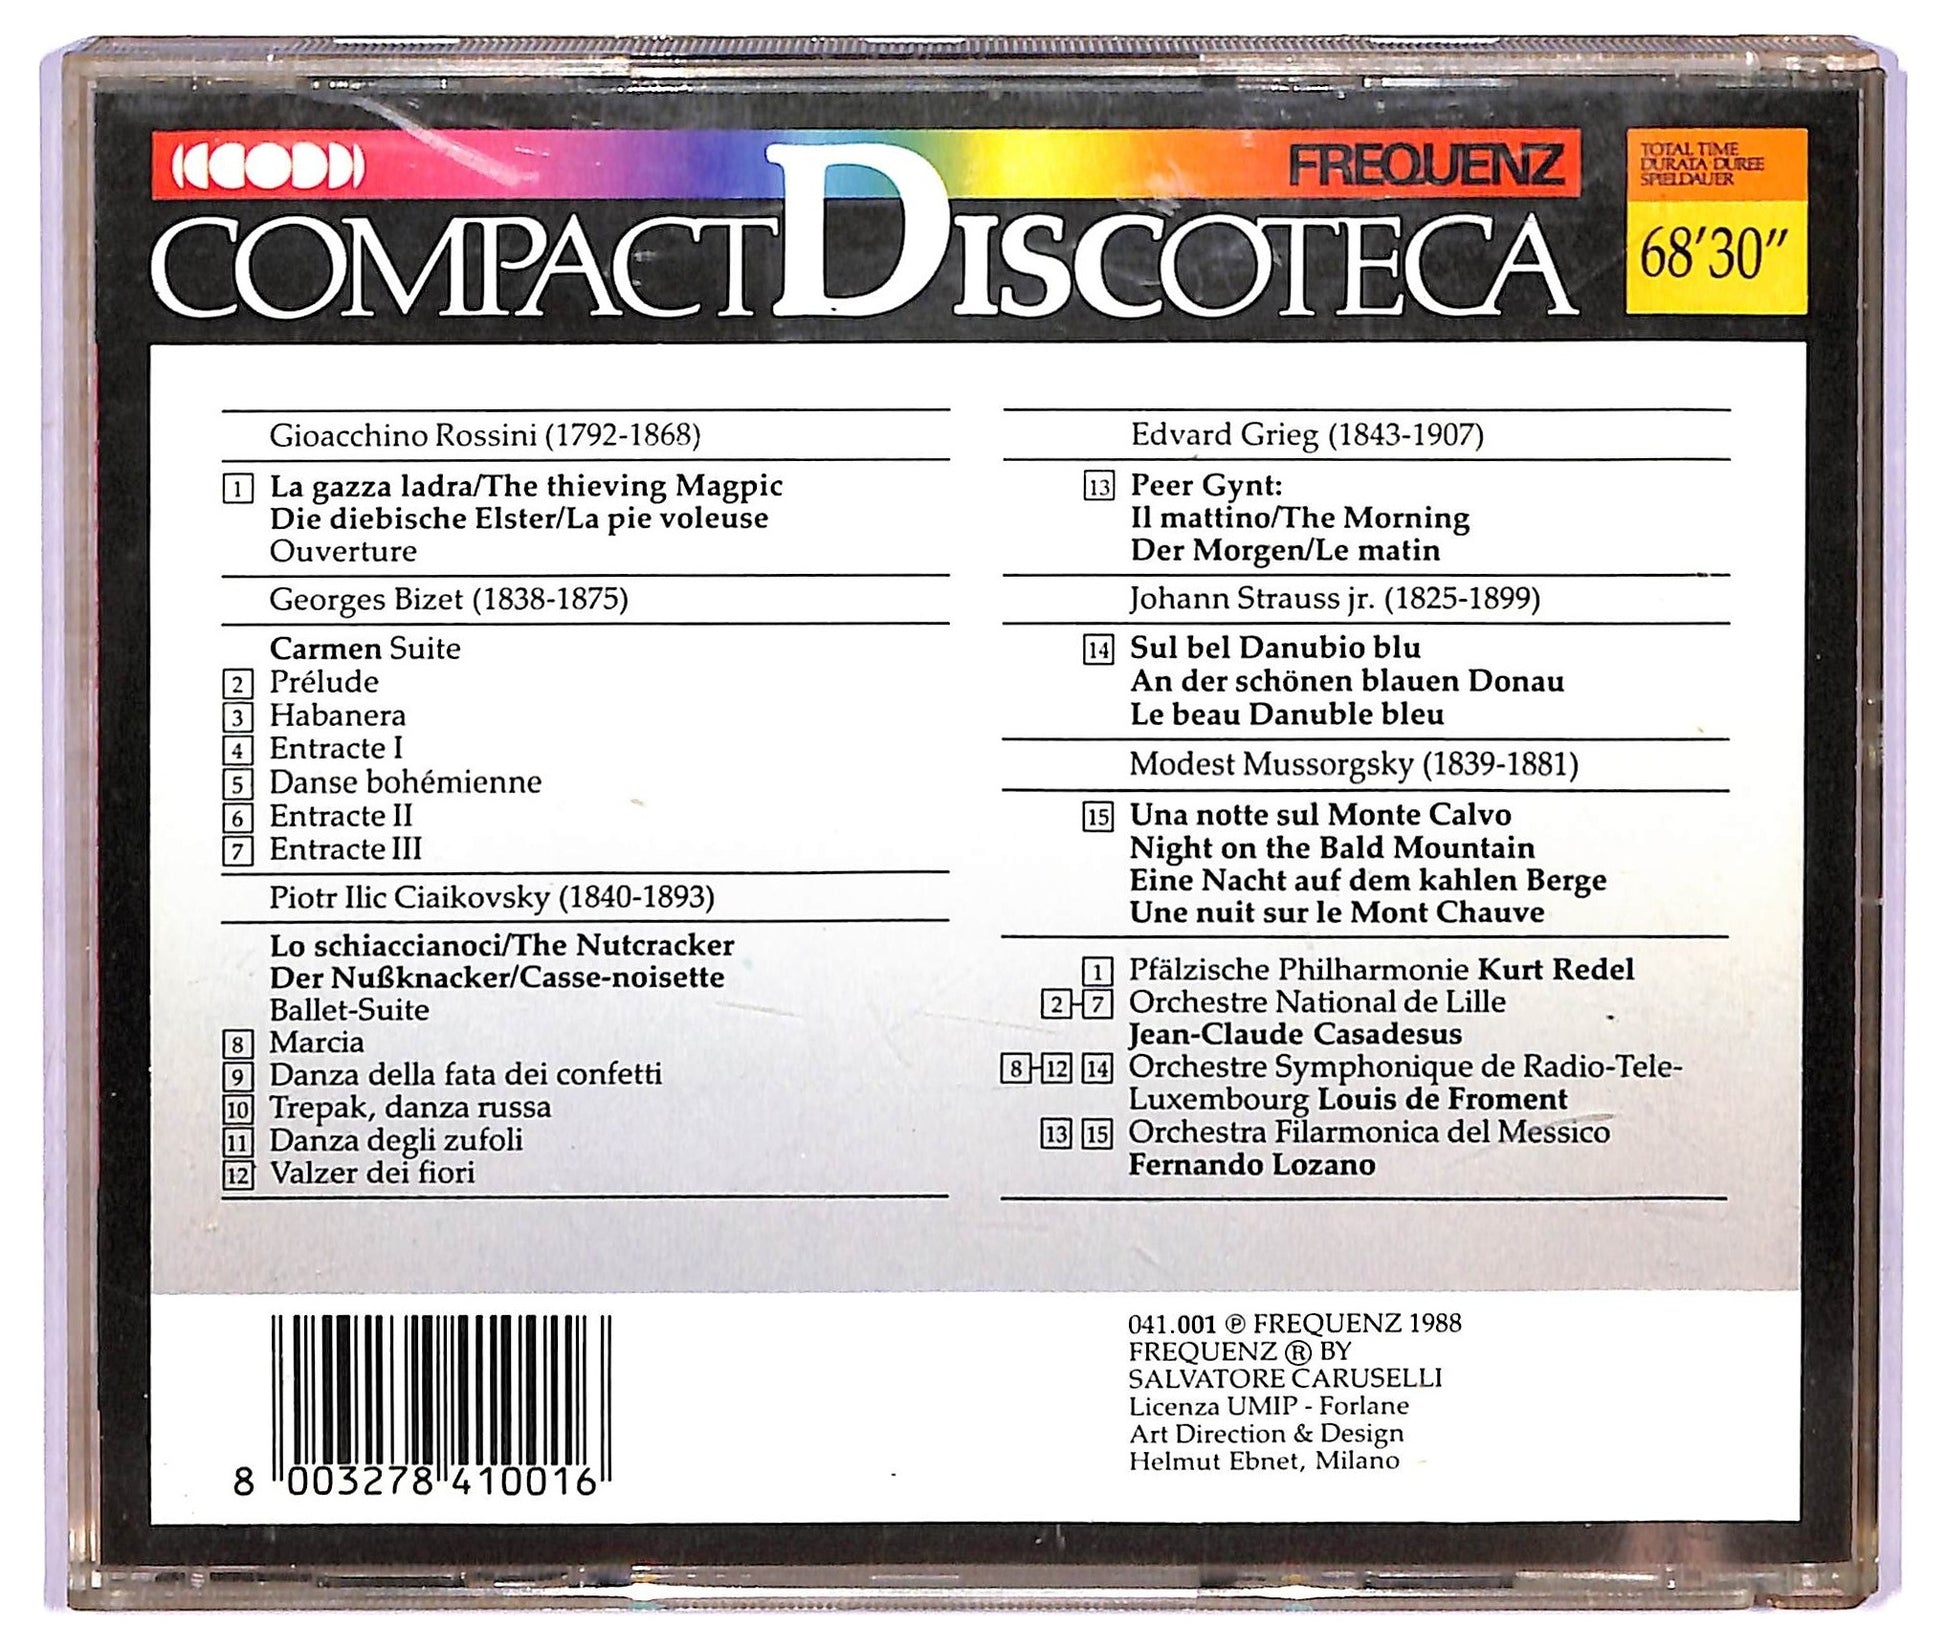 FREQUENZ
COMPACT DISCOTECA
TOTAL TIME
DURATA DUREE
SPIELDAUER
68'30"
Gioacchino Rossini (1792-1868)
1 La gazza ladra/The thieving Magpic
Die diebische Elster/La pie voleuse
Ouverture
Georges Bizet (1838-1875)
Carmen Suite
2 Prélude
3 Habanera
4 Entracte I
5 Danse bohémienne
6 Entracte II
7 Entracte III
Piotr Ilic Ciaikovsky (1840-1893)
Lo schiaccianoci/The Nutcracker
Der Nußknacker/Casse-noisette
Ballet-Suite
8 Marcia
9 Danza della fata dei confetti
10 Trepak, danza russa
11 Danza degli zufoli
12 Valzer dei fiori
Edvard Grieg (1843-1907)
13 Peer Gynt:
Il mattino/The Morning
Der Morgen/Le matin
Johann Strauss jr. (1825-1899)
14 Sul bel Danubio blu
An der schönen blauen Donau
Le beau Danuble bleu
Modest Mussorgsky (1839-1881)
15 Una notte sul Monte Calvo
Night on the Bald Mountain
Eine Nacht auf dem kahlen Berge
Une nuit sur le Mont Chauve
1 Pfälzische Philharmonie Kurt Redel
2-7 Orchestre National de Lille
Jean-Claude Casadesus
8-12 14 Orchestre Symphonique de Radio-Tele-
Luxembourg Louis de Froment
13 15 Orchestra Filarmonica del Messico
Fernando Lozano
8 003278 410016
041.001 ℗ FREQUENZ 1988
FREQUENZ ® BY
SALVATORE CARUSELLI
Licenza UMIP - Forlane
Art Direction & Design
Helmut Ebnet, Milano